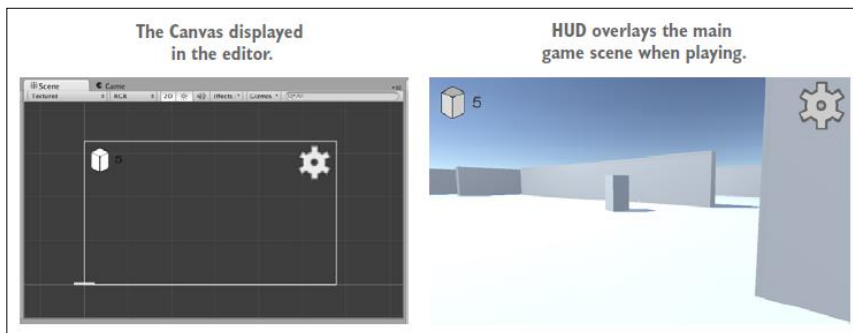 The Canvas displayed
in the editor.
HUD overlays the main
game scene when playing.
Scene
Game
Textured
RGB
2D
Effects
Gizmos
All
5
5